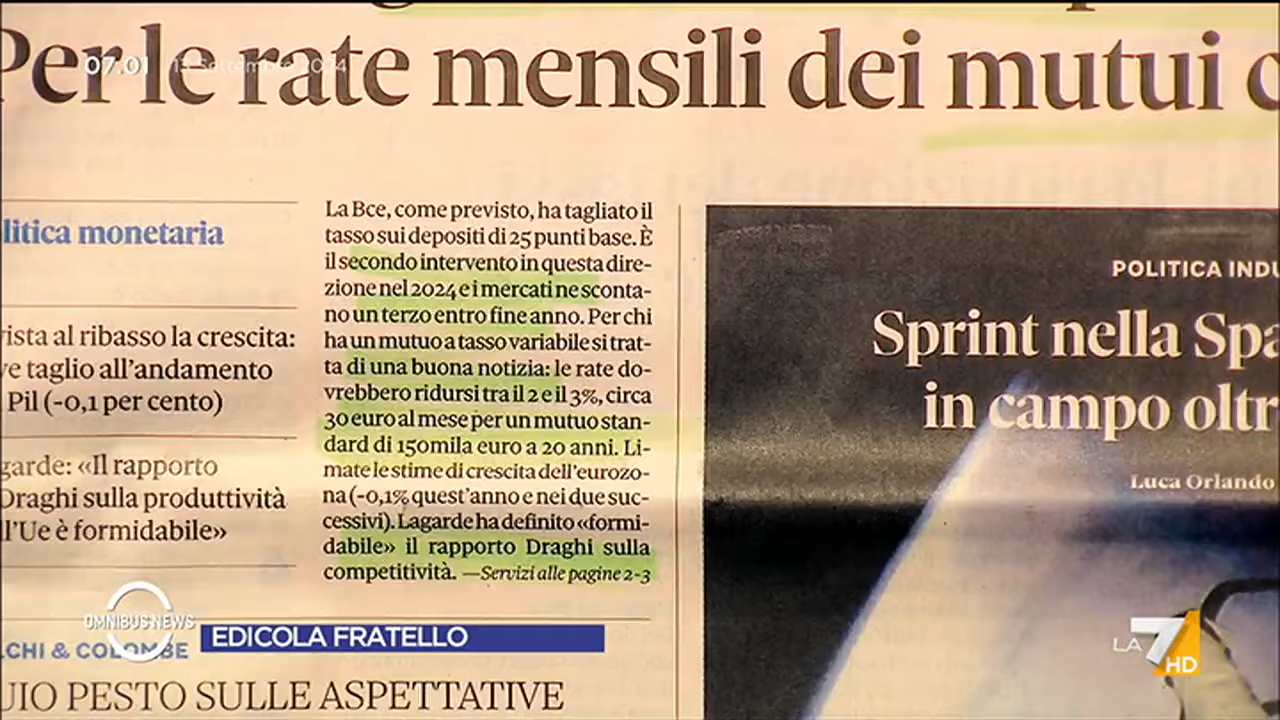 Per le rate mensili dei mutui
07.01 13 Settembre 2024
litica monetaria
vista al ribasso la crescita:
ve taglio all'andamento
Pil (-0,1 per cento)
garde: «Il rapporto
Draghi sulla produttività
ll'Ue è formidabile»
La Bce, come previsto, ha tagliato il
tasso sui depositi di 25 punti base. È
il secondo intervento in questa dire-
zione nel 2024 e i mercati ne sconta-
no un terzo entro fine anno. Per chi
ha un mutuo a tasso variabile si trat-
ta di una buona notizia: le rate do-
vrebbero ridursi tra il 2 e il 3%, circa
30 euro al mese per un mutuo stan-
dard di 150mila euro a 20 anni. Li-
mate le stime di crescita dell'eurozo-
na (-0,1% quest'anno e nei due suc-
cessivi). Lagarde ha definito «formi-
dabile» il rapporto Draghi sulla
competitività. —Servizi alle pagine 2-3
POLITICA INDU
Sprint nella Spa
in campo oltr
Luca Orlando
OMNIBUS NEWS
EDICOLA FRATELLO
LCHI & COLOMBE
UIO PESTO SULLE ASPETTATIVE
LA 7 HD